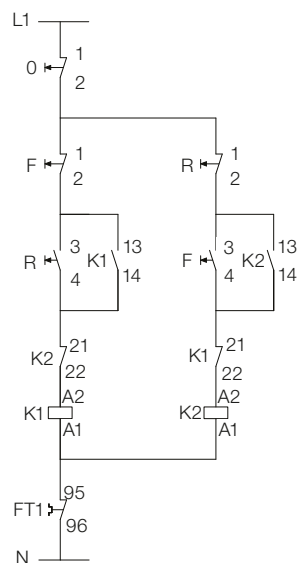 L1
0 1
2
F 1
2
R 1
2
R 3
4
K1 13
14
F 3
4
K2 13
14
K2 21
22
K1 21
22
K1 A2
A1
K2 A2
A1
FT1 95
96
N